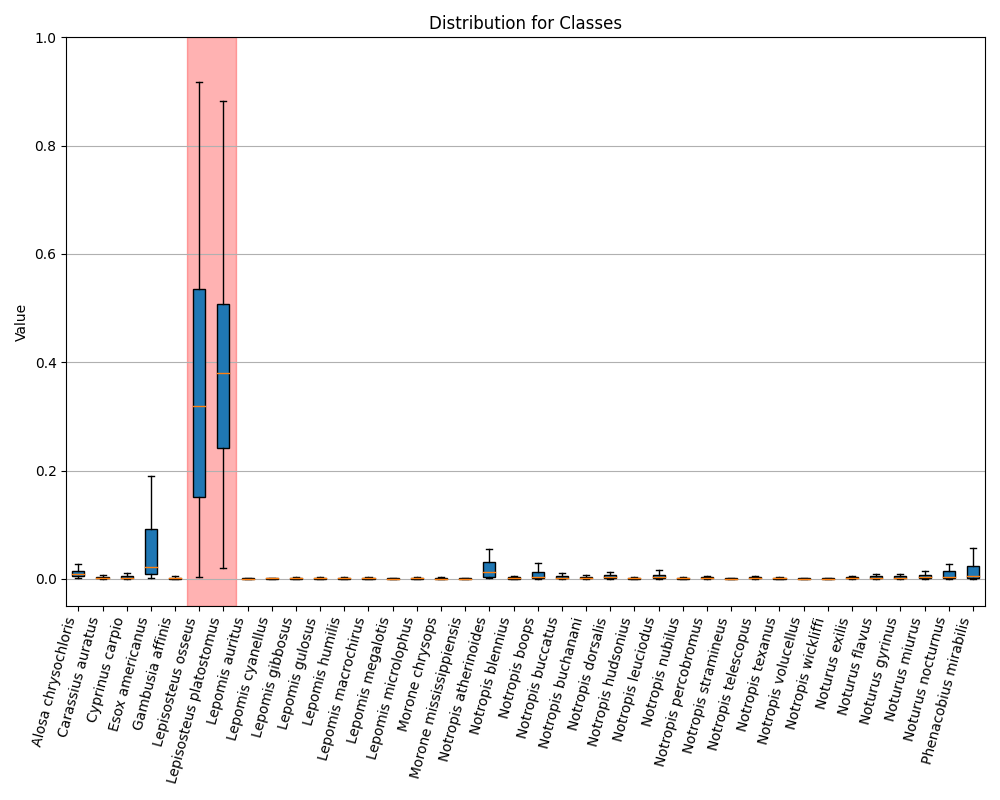 Distribution for Classes
Value
1.0
0.8
0.6
0.4
0.2
0.0
Alosa chrysochloris
Carassius auratus
Cyprinus carpio
Esox americanus
Gambusia affinis
Lepisosteus osseus
Lepisosteus platostomus
Lepomis auritus
Lepomis cyanellus
Lepomis gibbosus
Lepomis gulosus
Lepomis humilis
Lepomis macrochirus
Lepomis megalotis
Lepomis microlophus
Morone chrysops
Morone mississippiensis
Notropis atherinoides
Notropis blennius
Notropis boops
Notropis buccatus
Notropis buchanani
Notropis dorsalis
Notropis hudsonius
Notropis leuciodus
Notropis nubilus
Notropis percobromus
Notropis stramineus
Notropis telescopus
Notropis texanus
Notropis volucellus
Notropis wickliffi
Noturus exilis
Noturus flavus
Noturus gyrinus
Noturus miurus
Noturus nocturnus
Phenacobius mirabilis